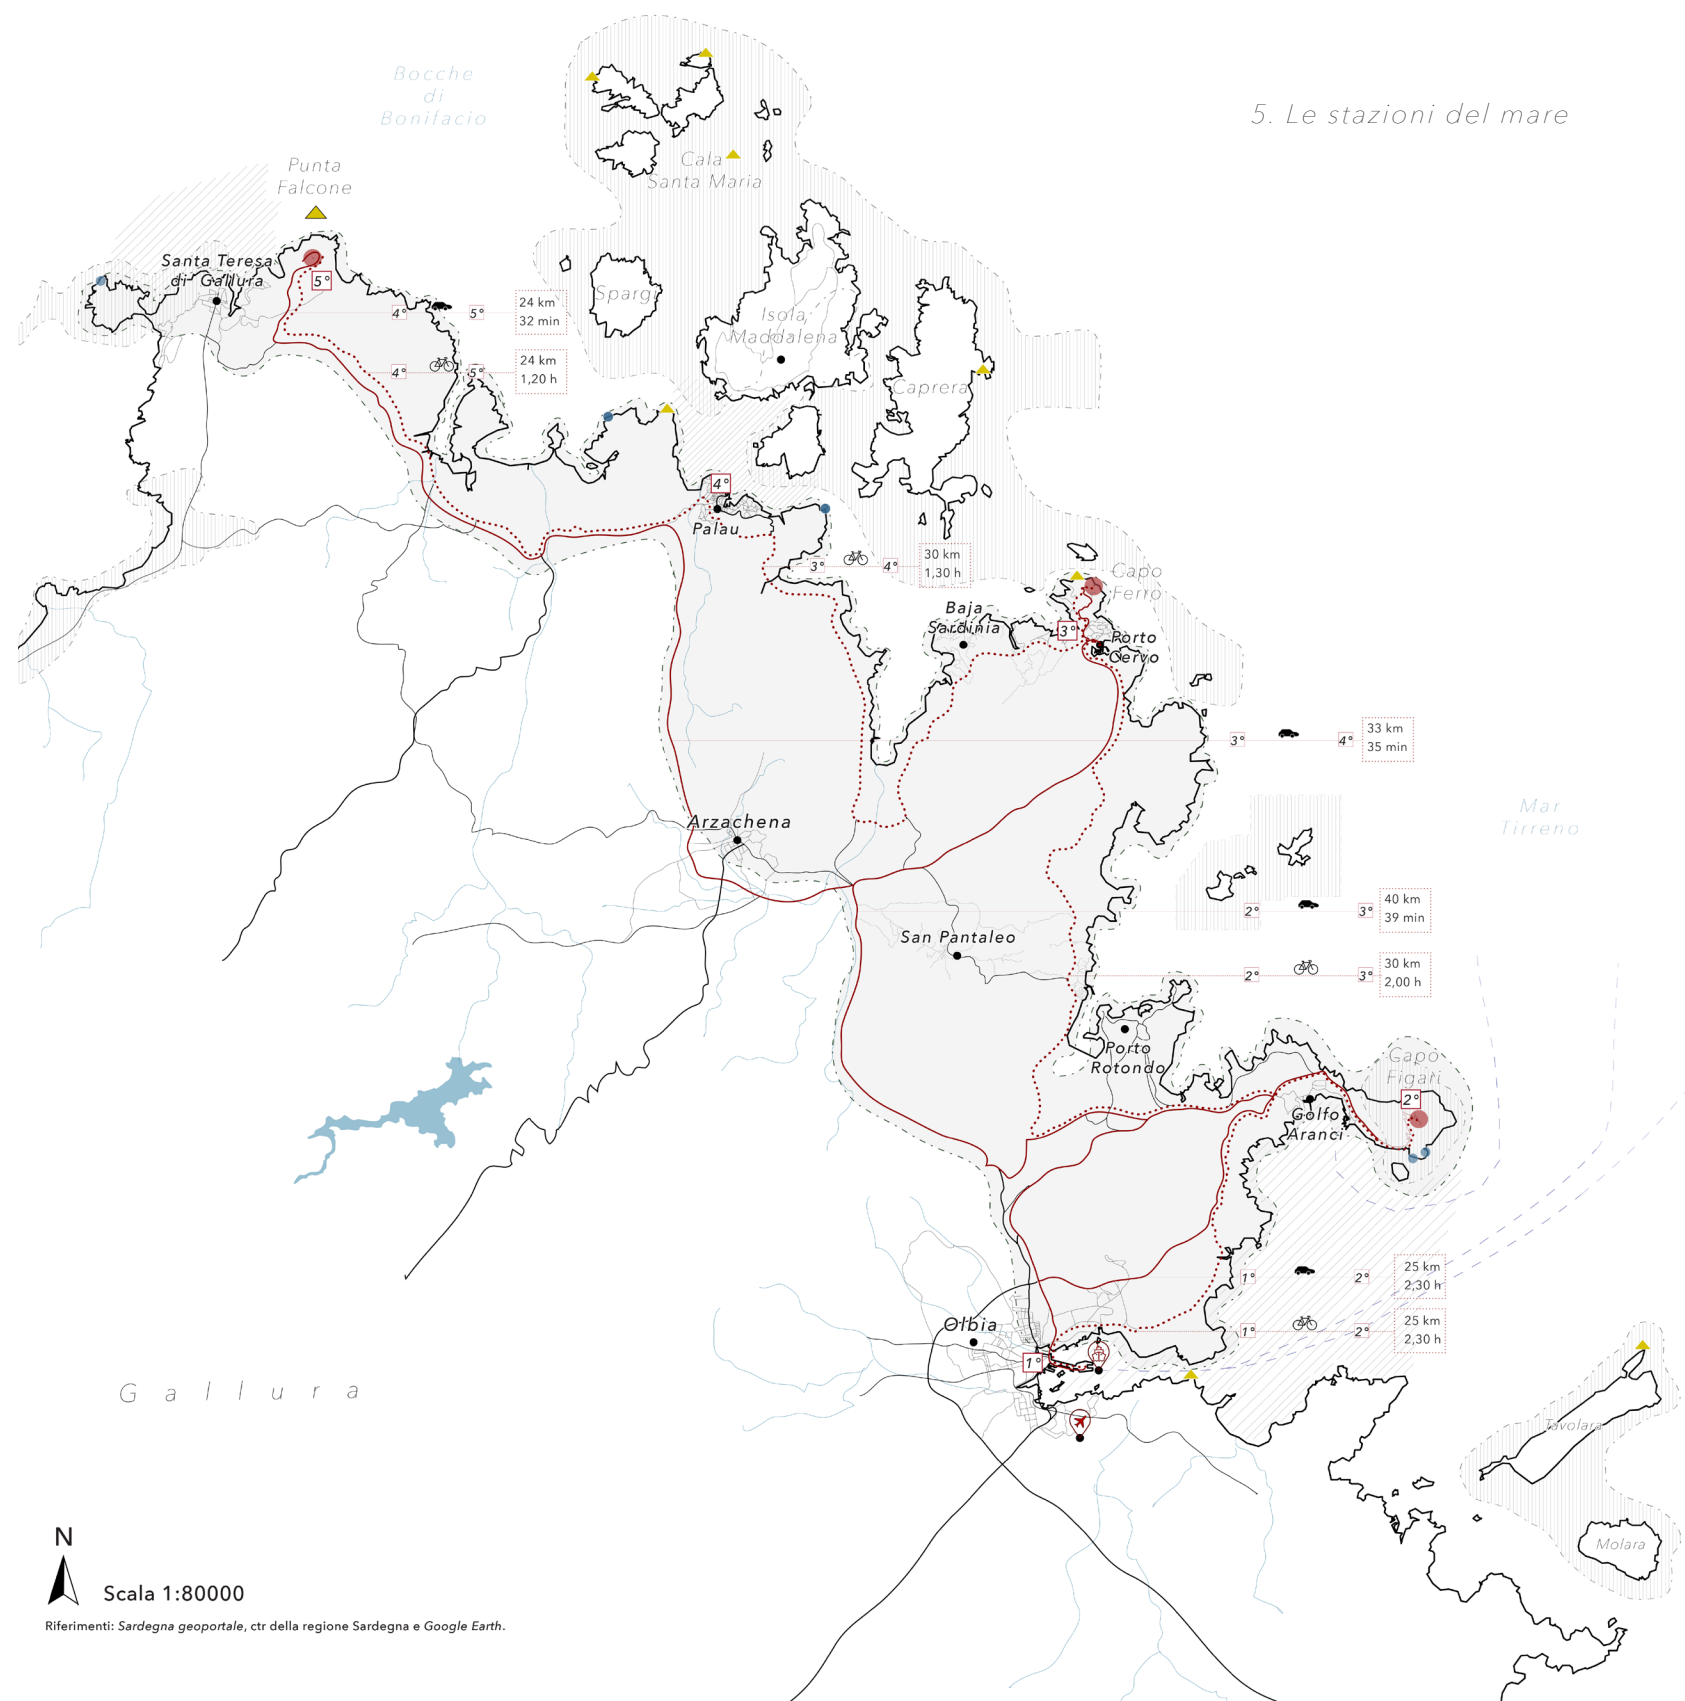 Bocche
di
Bonifacio
5. Le stazioni del mare
Punta
Falcone
Cala
Santa Maria
Santa Teresa
di Gallura
5°
4°
5°
24 km
32 min
4°
5°
24 km
1,20 h
Spargi
Isola
Maddalena
Caprera
4°
Palau
3°
4°
30 km
1,30 h
Capo
Ferro
Baja
Sardinia
3°
Porto
Cervo
3°
4°
33 km
35 min
Mar
Tirreno
Arzachena
2°
3°
40 km
39 min
San Pantaleo
2°
3°
30 km
2,00 h
Porto
Rotondo
Capo
Figari
2°
Golfo
Aranci
1°
2°
25 km
2,30 h
Olbia
1°
2°
25 km
2,30 h
1°
Gallura
Tavolara
Molara
N
Scala 1:80000
Riferimenti: Sardegna geoportale, ctr della regione Sardegna e Google Earth.